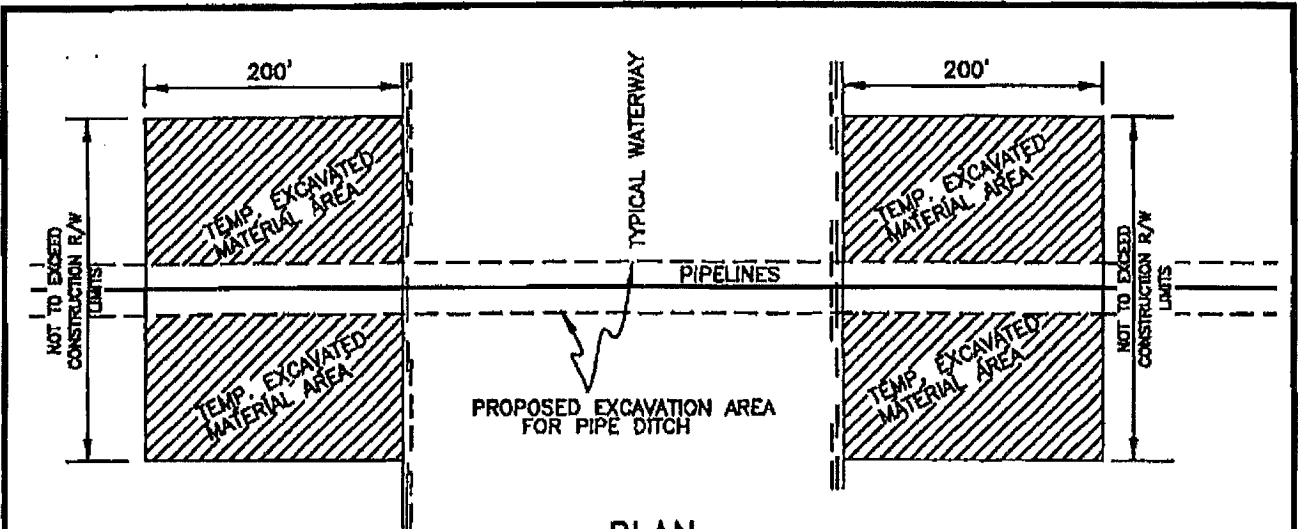 200'
200'
TYPICAL WATERWAY
TEMP. EXCAVATED
MATERIAL AREA
TEMP. EXCAVATED
MATERIAL AREA
NOT TO EXCEED
CONSTRUCTION R/W
LIMITS
PIPELINES
NOT TO EXCEED
CONSTRUCTION R/W
LIMITS
TEMP. EXCAVATED
MATERIAL AREA
TEMP. EXCAVATED
MATERIAL AREA
PROPOSED EXCAVATION AREA
FOR PIPE DITCH
PLAN